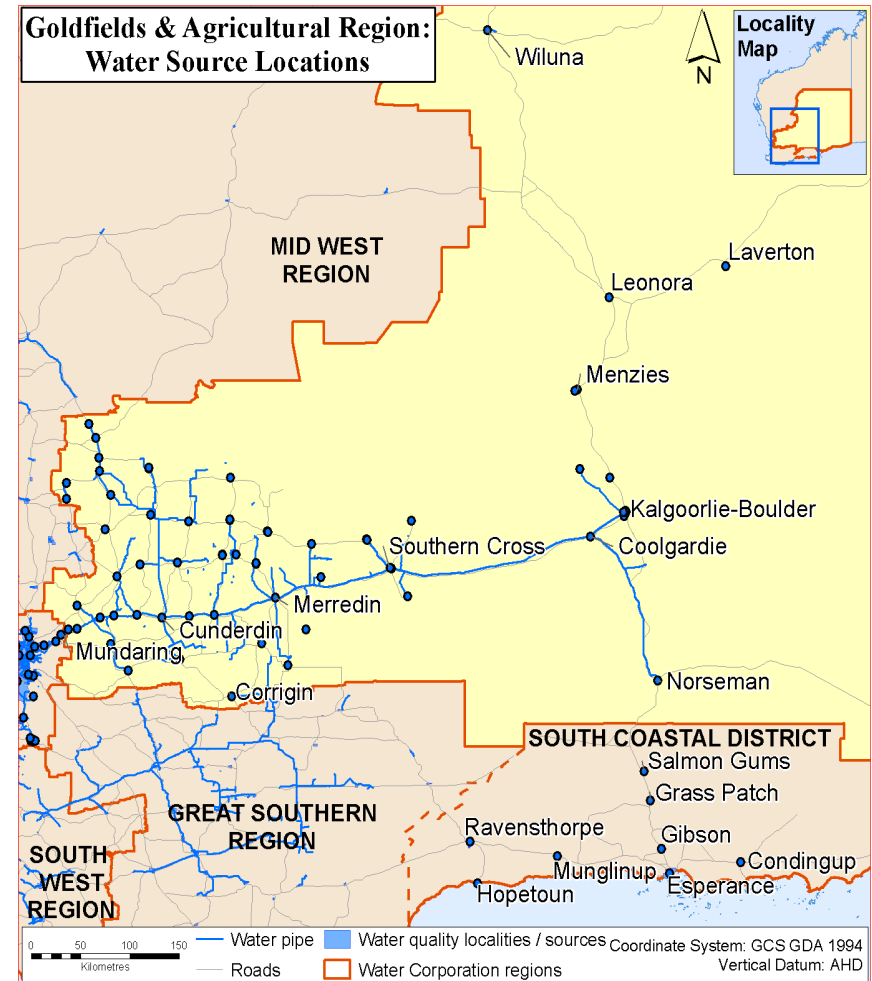 Goldfields & Agricultural Region:
Water Source Locations
Locality
Map
N
Wiluna
MID WEST
REGION
Laverton
Leonora
Menzies
Kalgoorlie-Boulder
Southern Cross
Coolgardie
Merredin
Cunderdin
Mundaring
Corrigin
Norseman
SOUTH COASTAL DISTRICT
Salmon Gums
Grass Patch
GREAT SOUTHERN
REGION
Ravensthorpe
Gibson
Munglinup
Condingup
Esperance
Hopetoun
SOUTH
WEST
REGION
0 50 100 150
Kilometres
Water pipe
Roads
Water quality localities / sources
Water Corporation regions
Coordinate System: GCS GDA 1994
Vertical Datum: AHD